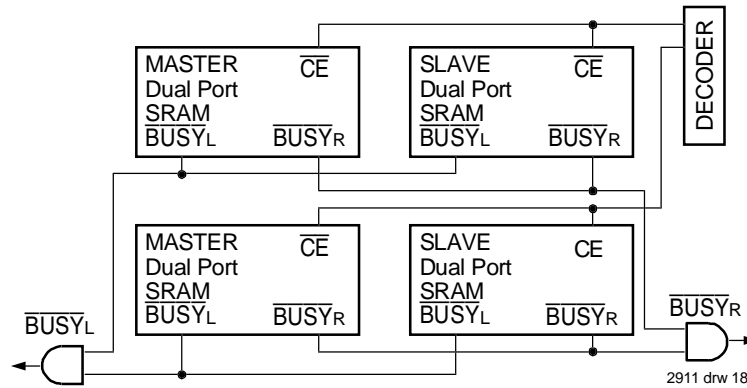 MASTER
Dual Port
SRAM
BUSYL
CE
BUSYR
SLAVE
Dual Port
SRAM
BUSYL
CE
BUSYR
DECODER
MASTER
Dual Port
SRAM
BUSYL
CE
BUSYR
SLAVE
Dual Port
SRAM
BUSYL
CE
BUSYR
BUSYL
BUSYR
2911 drw 18